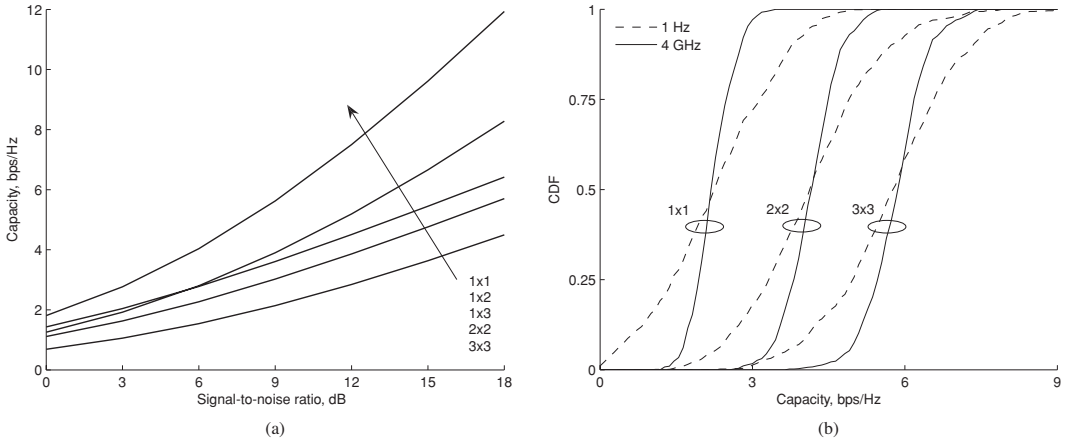 12
10
8
6
4
2
0
Capacity, bps/Hz
1x1
1x2
1x3
2x2
3x3
0 3 6 9 12 15 18
Signal-to-noise ratio, dB
(a)
1
0.75
0.5
0.25
0
CDF
1 Hz
4 GHz
1x1
2x2
3x3
0 3 6 9
Capacity, bps/Hz
(b)